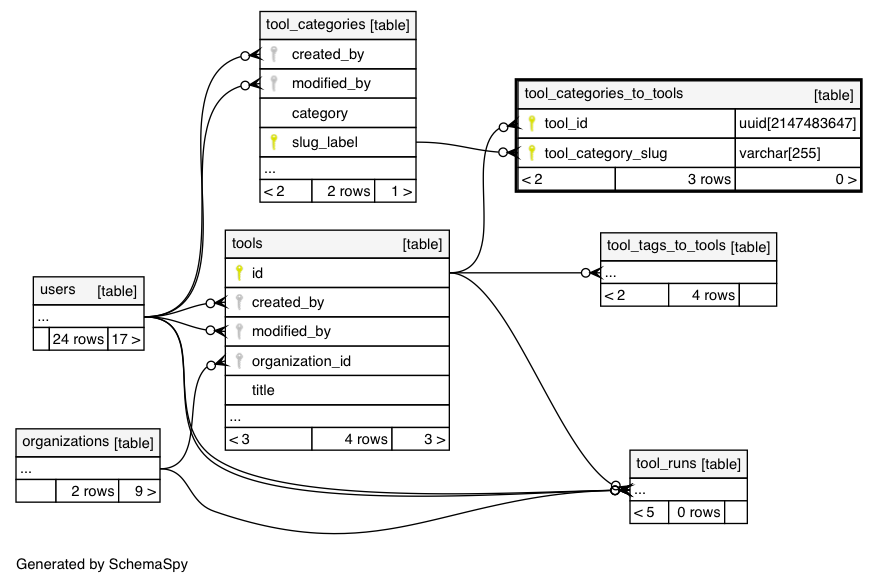 tool_categories [table]
created_by
modified_by
category
slug_label
...
< 2 2 rows 1 >
tool_categories_to_tools [table]
tool_id uuid[2147483647]
tool_category_slug varchar[255]
< 2 3 rows 0 >
tools [table]
id
created_by
modified_by
organization_id
title
...
< 3 4 rows 3 >
tool_tags_to_tools [table]
...
< 2 4 rows
users [table]
...
24 rows 17 >
organizations [table]
...
2 rows 9 >
tool_runs [table]
...
< 5 0 rows
Generated by SchemaSpy